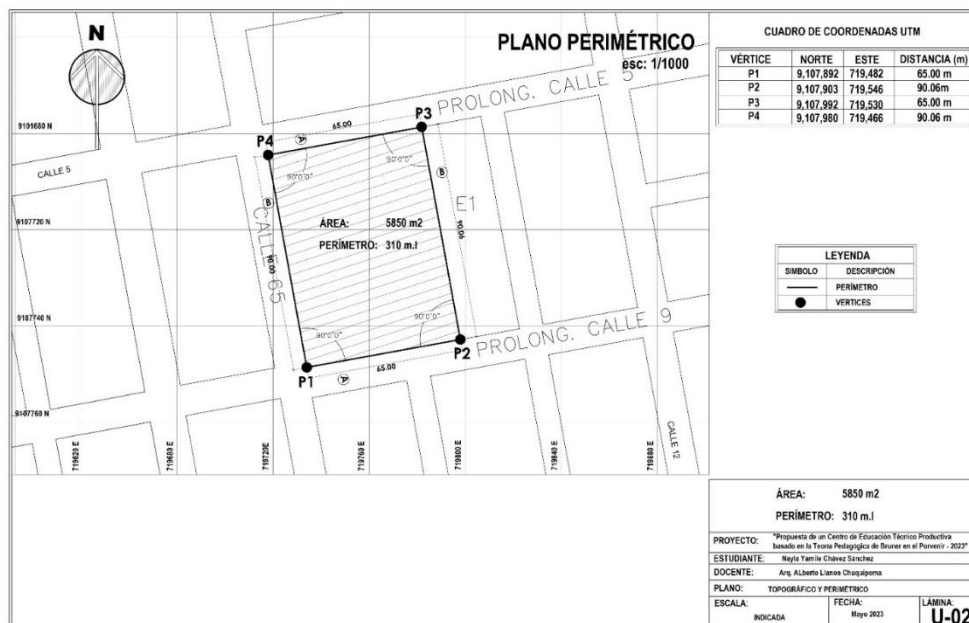 N
PLANO PERIMÉTRICO
esc: 1/1000
CUADRO DE COORDENADAS UTM
VÉRTICE NORTE ESTE DISTANCIA (m)
P1 9,107,892 719,482 65.00 m
P2 9,107,903 719,546 90.06m
P3 9,107,992 719,530 65.00 m
P4 9,107,980 719,466 90.06 m
PROLONG. CALLE 5
P3
65.00
A
P4
9101680 N
CALLE 5
90°0'0"
90°0'0"
B
B
E1
CALLE 65
90.00
90.00
ÁREA: 5850 m2
PERÍMETRO: 310 m.l
9107720 N
LEYENDA
SIMBOLO DESCRIPCIÓN
PERÍMETRO
VERTICES
9107740 N
90°0'0"
90°0'0"
PROLONG. CALLE 9
P2
P1
65.00
A
9107760 N
CALLE 12
719620 E
719680 E
719720E
719760 E
719800 E
719840 E
719880 E
ÁREA: 5850 m2
PERÍMETRO: 310 m.l
PROYECTO: "Propuesta de un Centro de Educación Técnico Productiva
basado en la Teoría Pedagógica de Bruner en el Porvenir - 2023"
ESTUDIANTE: Nayla Yamile Chávez Sánchez
DOCENTE: Arq. ALberto Llanos Chuquipoma
PLANO: TOPOGRÁFICO Y PERIMÉTRICO
ESCALA: INDICADA
FECHA: Mayo 2023
LÁMINA: U-02